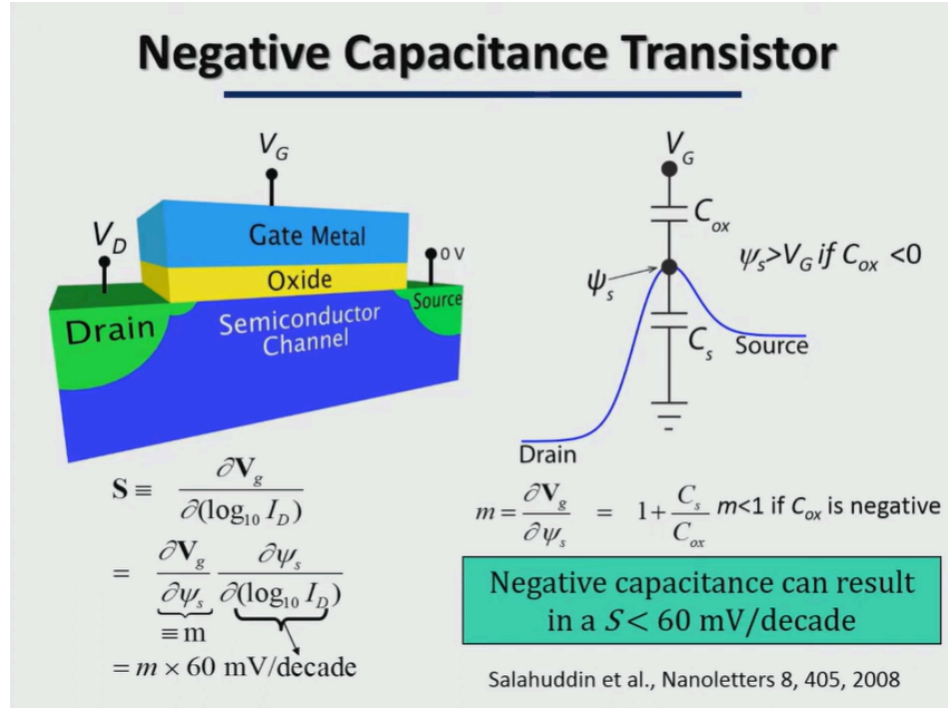 Negative Capacitance Transistor
V_G
V_D
Gate Metal
0 V
Oxide
Drain
Semiconductor
Channel
Source
V_G
C_ox
ψ_s>V_G if C_ox <0
ψ_s
C_s
Source
Drain
S ≡ ∂V_g / ∂(log₁₀ I_D)
= ∂V_g / ∂ψ_s ∂ψ_s / ∂(log₁₀ I_D)
≡ m
= m × 60 mV/decade
m = ∂V_g / ∂ψ_s = 1 + C_s / C_ox m<1 if C_ox is negative
Negative capacitance can result
in a S< 60 mV/decade
Salahuddin et al., Nanoletters 8, 405, 2008